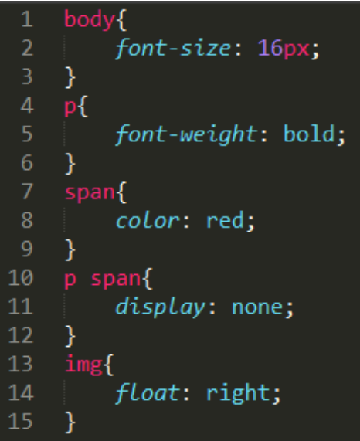 1 body{
2 font-size: 16px;
3 }
4 p{
5 font-weight: bold;
6 }
7 span{
8 color: red;
9 }
10 p span{
11 display: none;
12 }
13 img{
14 float: right;
15 }